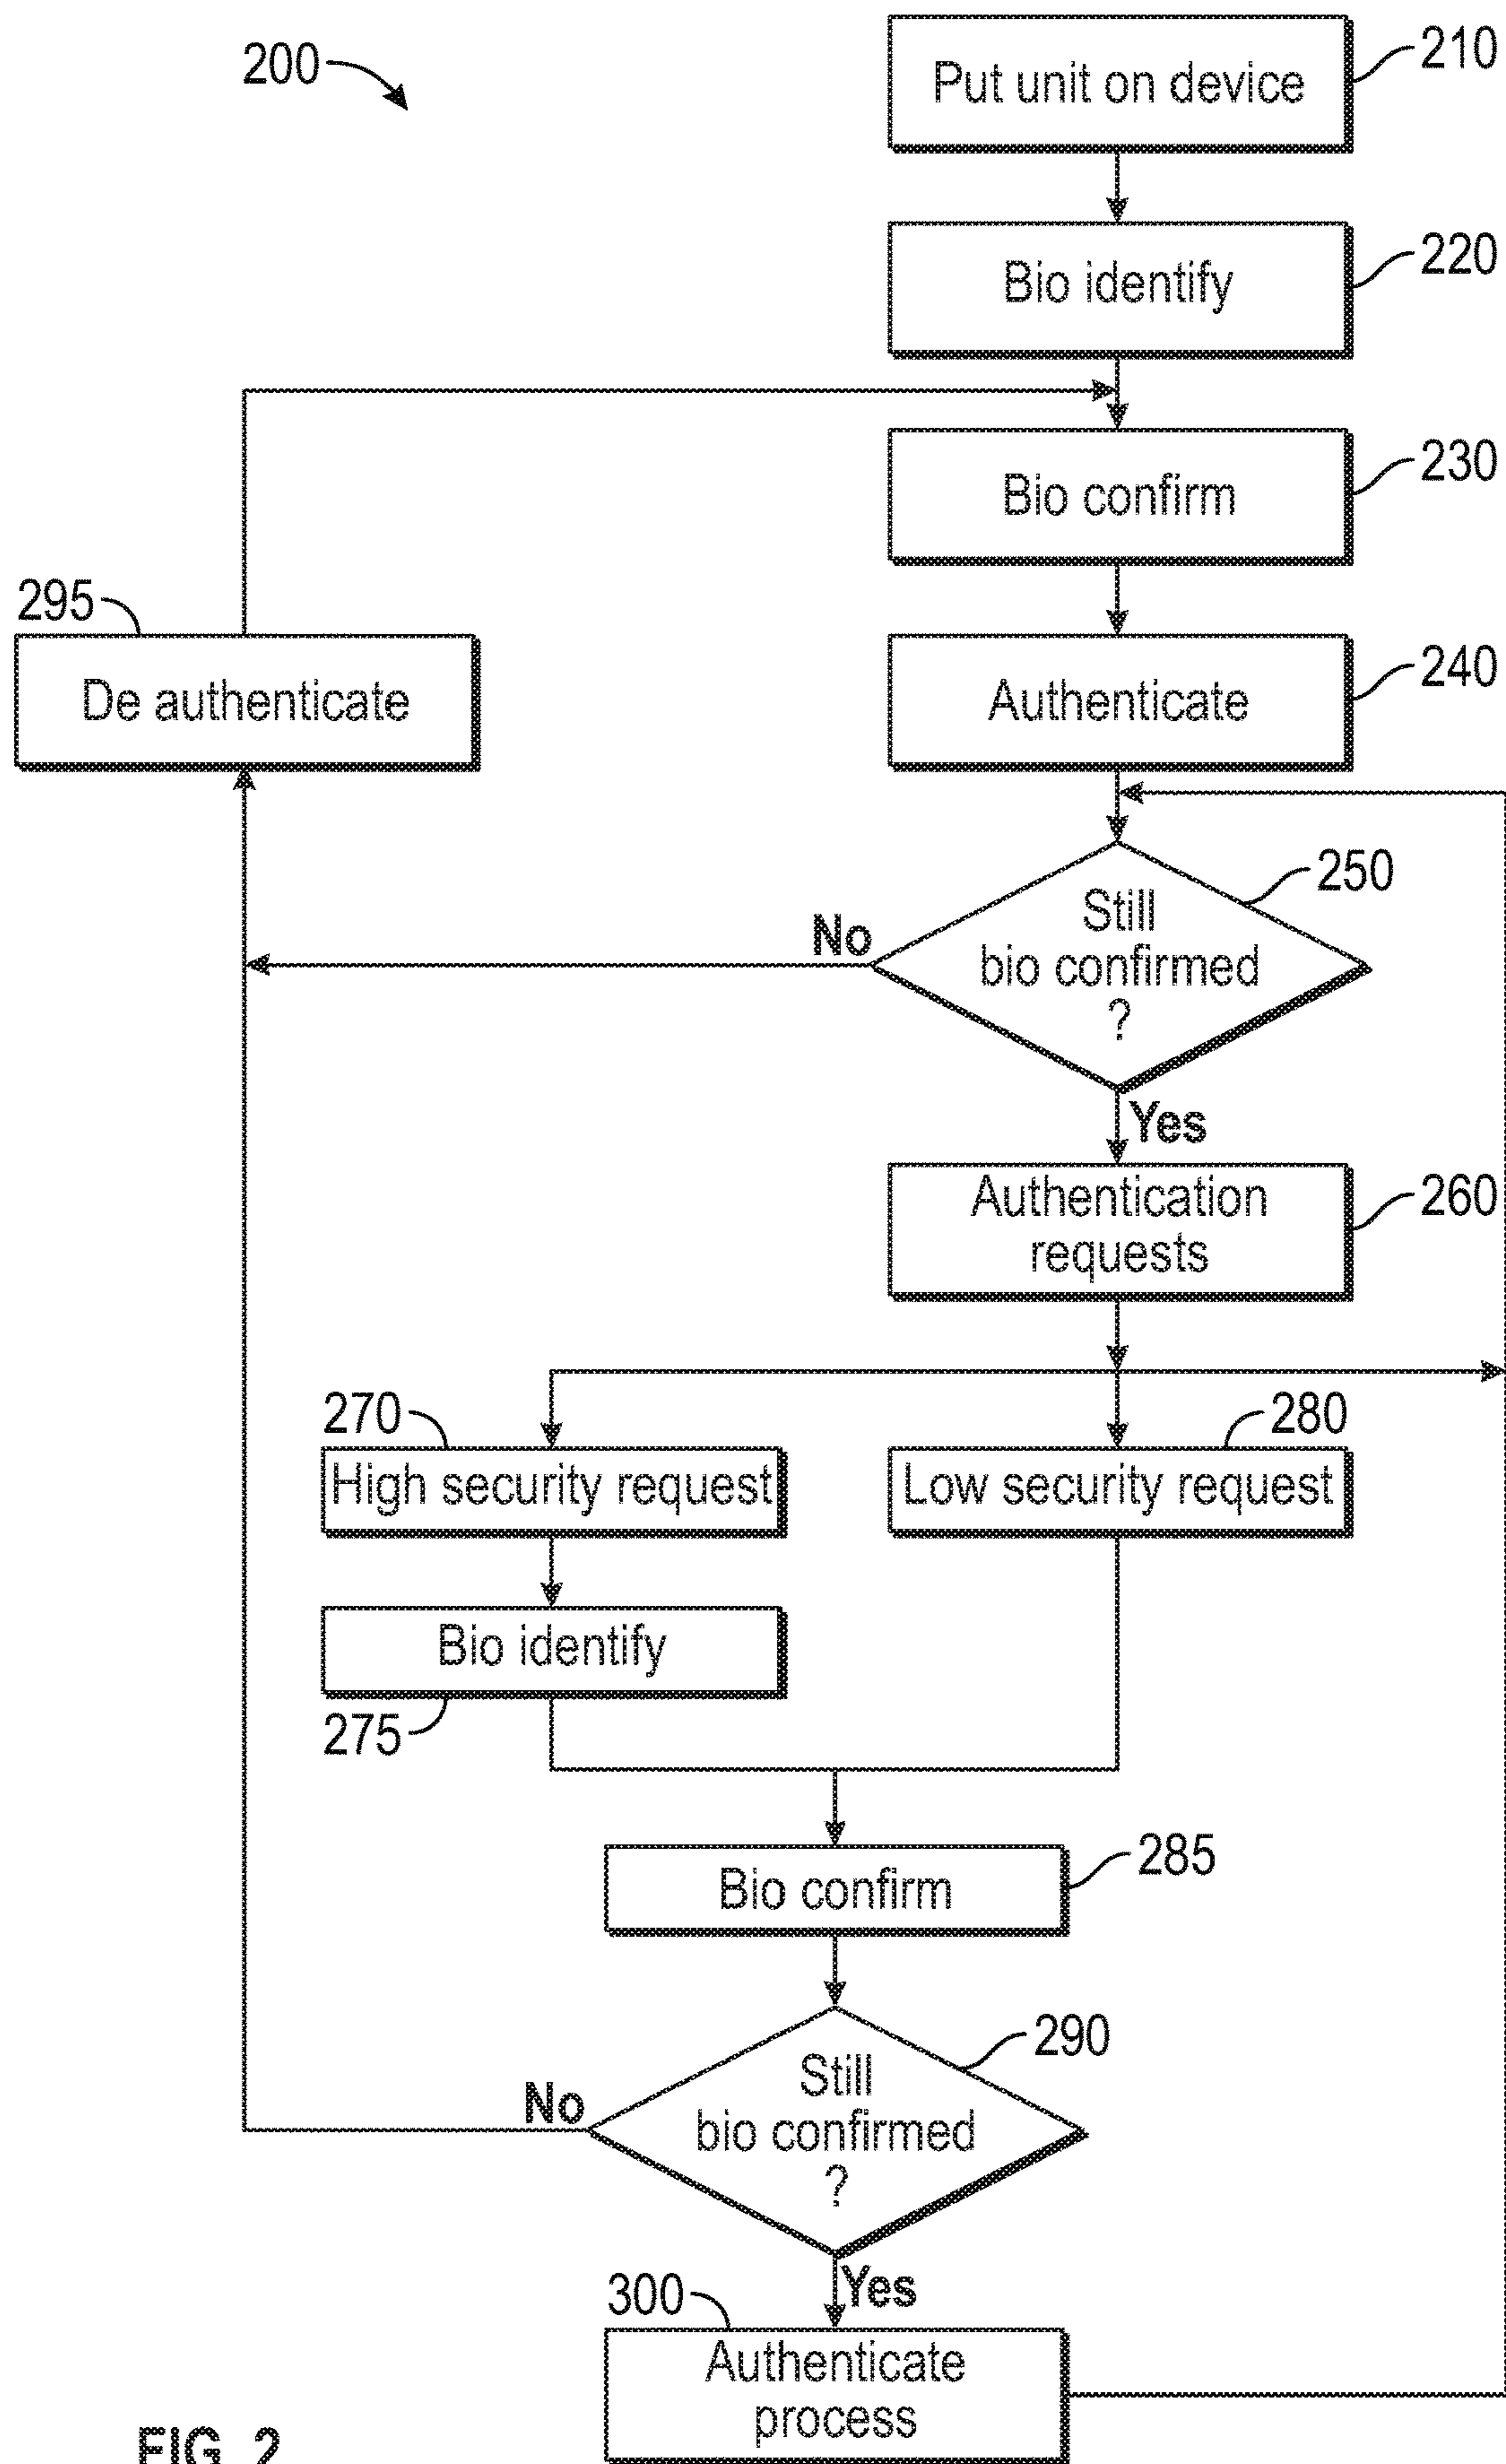 200
Put unit on device
210
Bio identify
220
Bio confirm
230
295
De authenticate
Authenticate
240
Still
bio confirmed
?
250
No
Yes
Authentication
requests
260
270
High security request
280
Low security request
Bio identify
275
Bio confirm
285
Still
bio confirmed
?
290
No
Yes
300
Authenticate
process
FIG. 2